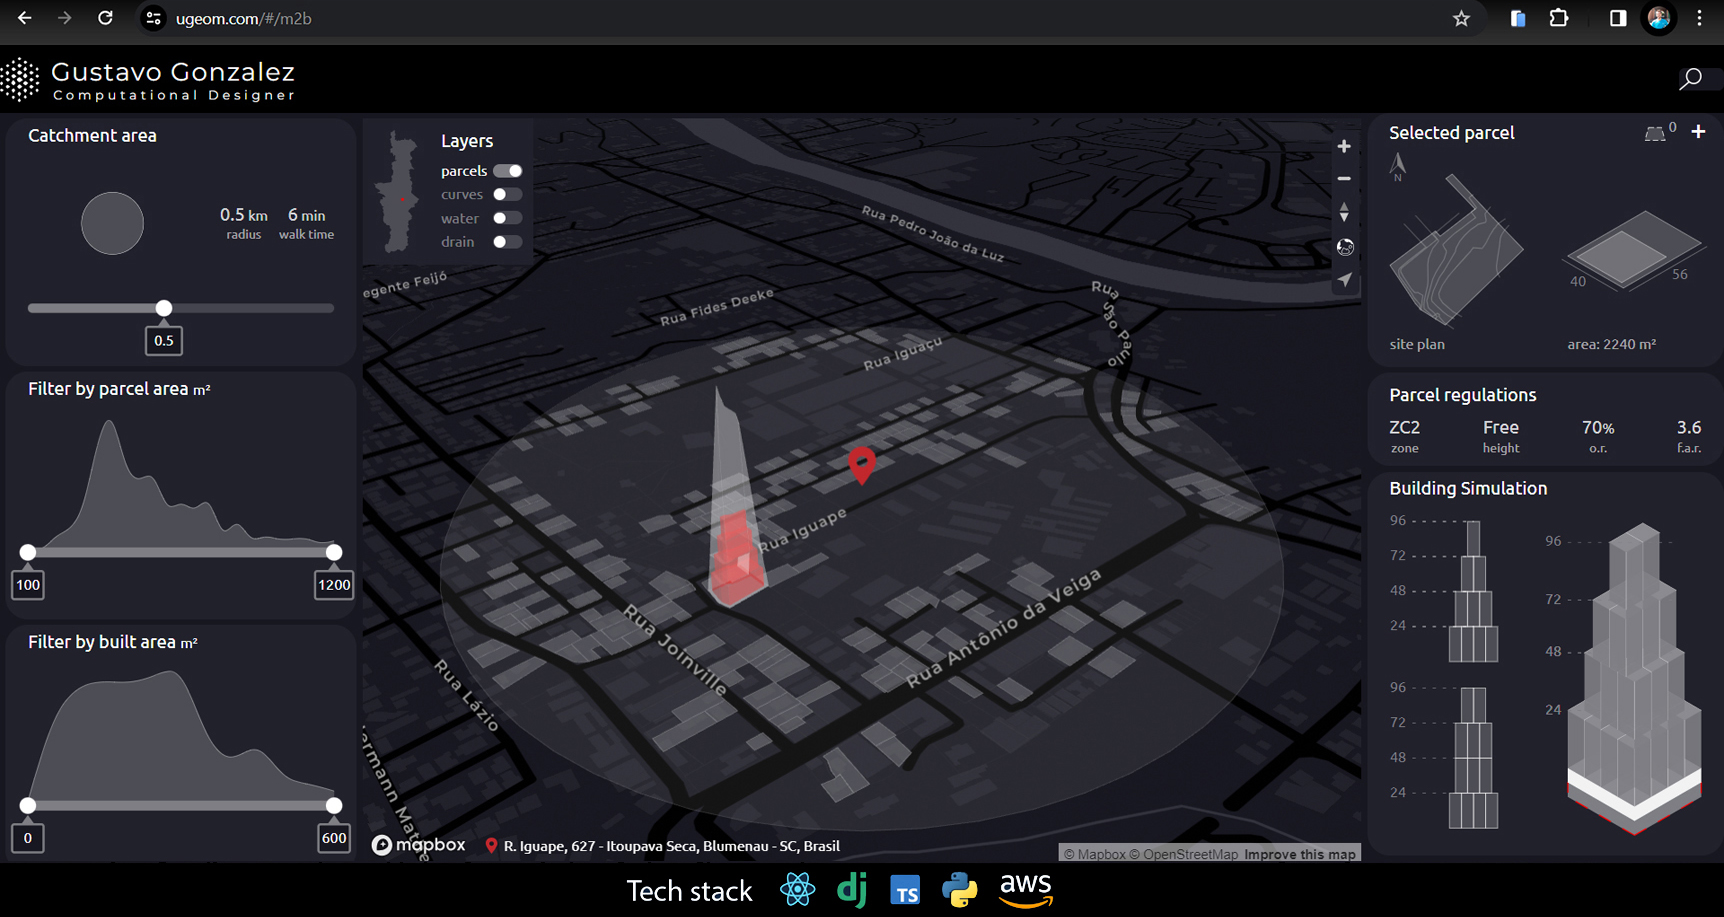 ugeom.com/#/m2b
Gustavo Gonzalez
Computational Designer
Catchment area
0.5 km
radius
6 min
walk time
0.5
Filter by parcel area m²
100
1200
Filter by built area m²
0
600
Layers
parcels
curves
water
drain
egente Feijó
Rua Fides Deeke
Rua Pedro João da Luz
Rua São Paulo
Rua Iguaçu
Rua Iguape
Rua Joinville
Rua Antônio da Veiga
Rua Lázio
mapbox
R. Iguape, 627 - Itoupava Seca, Blumenau - SC, Brasil
© Mapbox © OpenStreetMap Improve this map
Selected parcel
0
N
40
56
site plan
area: 2240 m²
Parcel regulations
ZC2
zone
Free
height
70%
o.r.
3.6
f.a.r.
Building Simulation
96
72
48
24
96
72
48
24
96
72
48
24
Tech stack
dj
TS
aws